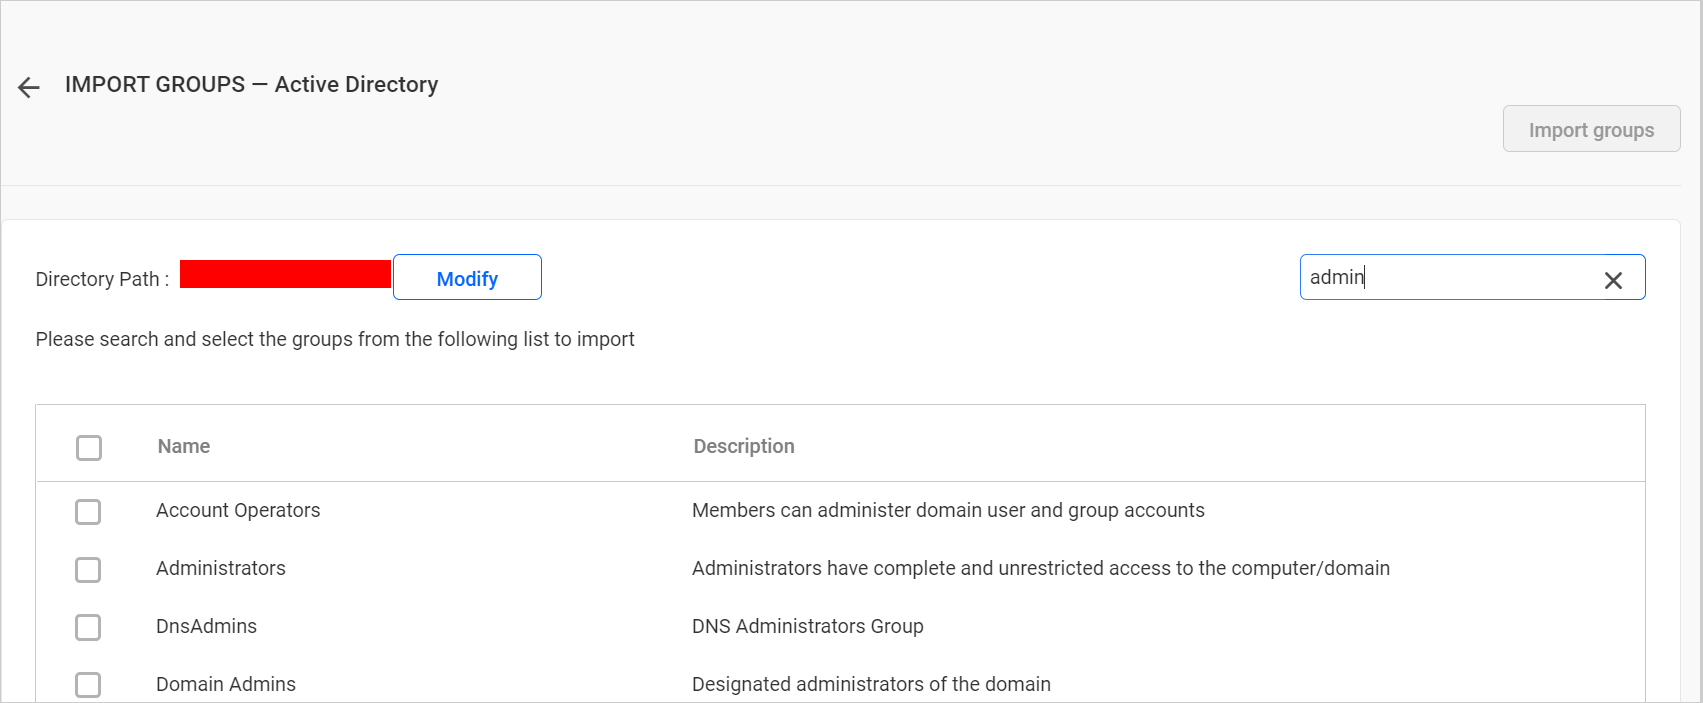 IMPORT GROUPS — Active Directory
Import groups
Directory Path :
Modify
admin
Please search and select the groups from the following list to import
Name Description
Account Operators Members can administer domain user and group accounts
Administrators Administrators have complete and unrestricted access to the computer/domain
DnsAdmins DNS Administrators Group
Domain Admins Designated administrators of the domain